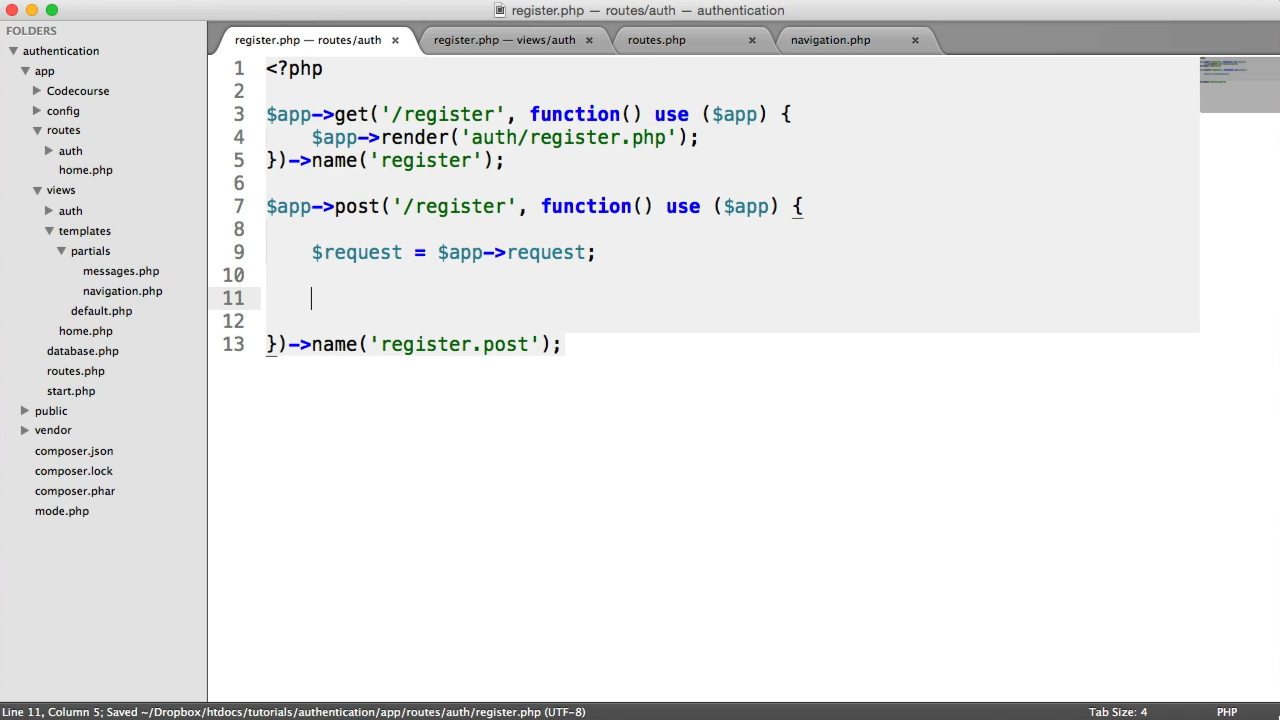 register.php — routes/auth — authentication
FOLDERS
authentication
app
Codecourse
config
routes
auth
home.php
views
auth
templates
partials
messages.php
navigation.php
default.php
home.php
database.php
routes.php
start.php
public
vendor
composer.json
composer.lock
composer.phar
mode.php
register.php — routes/auth ×
register.php — views/auth ×
routes.php ×
navigation.php ×
1 <?php
2
3 $app->get('/register', function() use ($app) {
4     $app->render('auth/register.php');
5 })->name('register');
6
7 $app->post('/register', function() use ($app) {
8
9     $request = $app->request;
10
11
12
13 })->name('register.post');
Line 11, Column 5; Saved ~/Dropbox/htdocs/tutorials/authentication/app/routes/auth/register.php (UTF-8)
Tab Size: 4
PHP